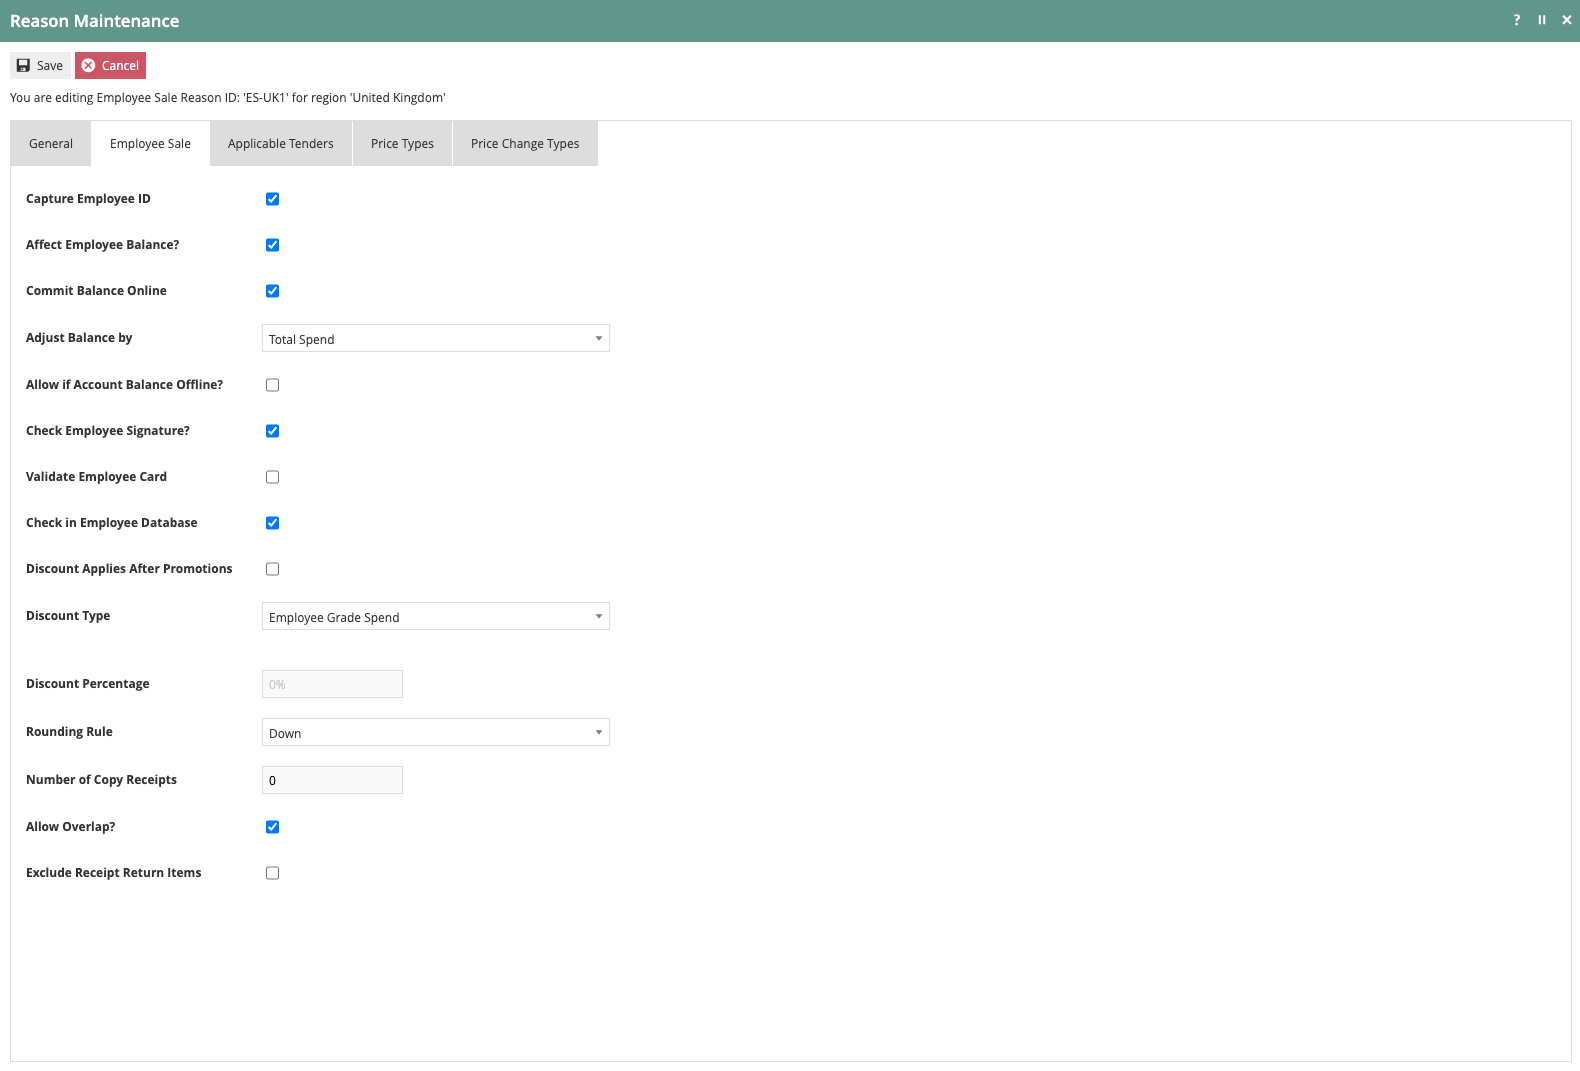 Reason Maintenance
? 
Save Cancel
You are editing Employee Sale Reason ID: 'ES-UK1' for region 'United Kingdom'
General Employee Sale Applicable Tenders Price Types Price Change Types
Capture Employee ID
Affect Employee Balance?
Commit Balance Online
Adjust Balance by Total Spend
Allow if Account Balance Offline?
Check Employee Signature?
Validate Employee Card
Check in Employee Database
Discount Applies After Promotions
Discount Type Employee Grade Spend
Discount Percentage 0%
Rounding Rule Down
Number of Copy Receipts 0
Allow Overlap?
Exclude Receipt Return Items